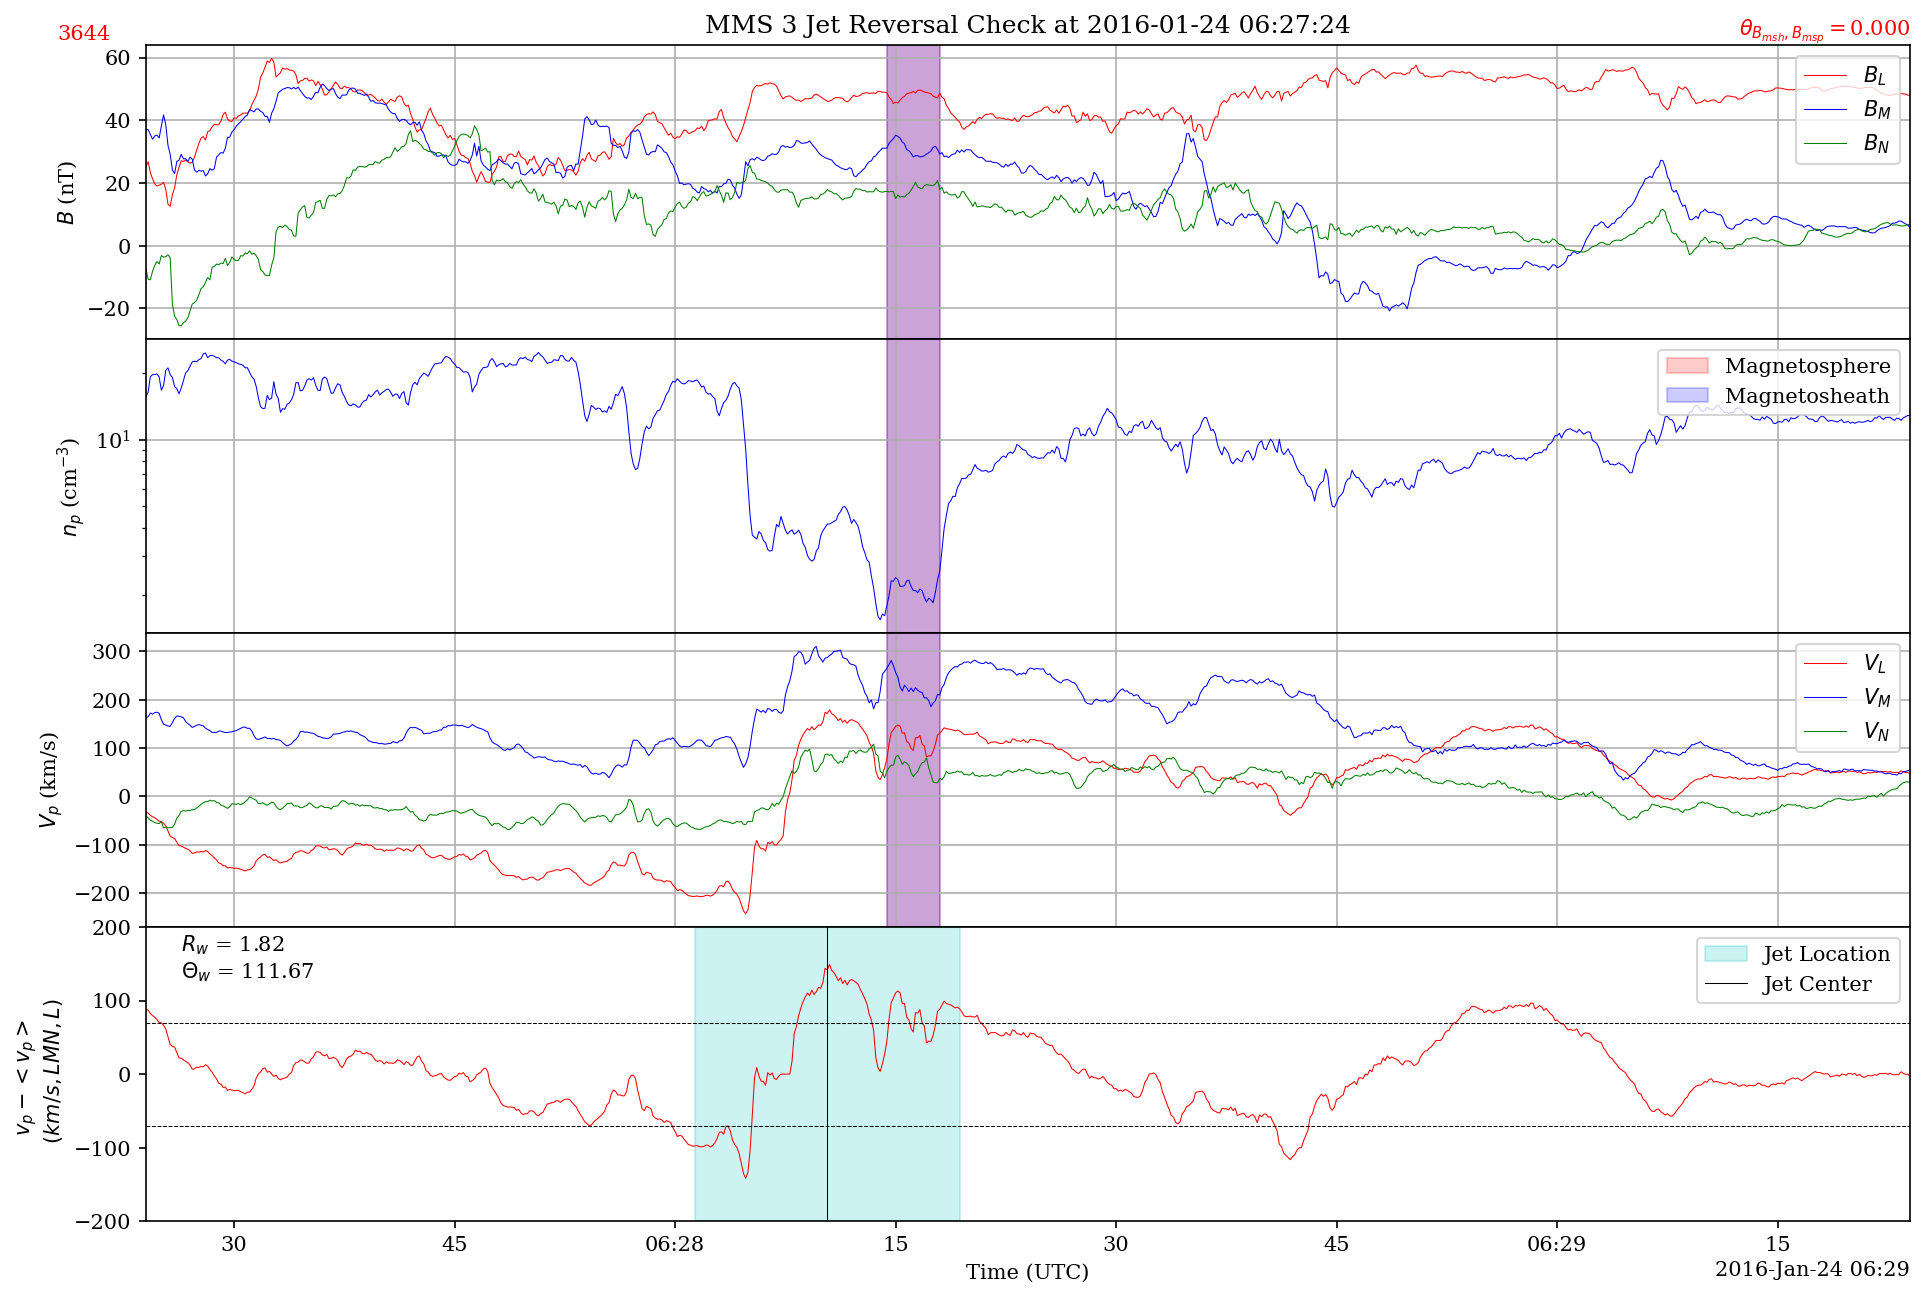 MMS 3 Jet Reversal Check at 2016-01-24 06:27:24
3644
θ_{B_{msh}, B_{msp}} = 0.000
60
40
20
0
−20
B (nT)
B_L
B_M
B_N
10^1
n_p (cm^{−3})
Magnetosphere
Magnetosheath
300
200
100
0
−100
−200
V_p (km/s)
V_L
V_M
V_N
200
100
0
−100
−200
v_p − <v_p>
(km/s, LMN, L)
R_w = 1.82
Θ_w = 111.67
Jet Location
Jet Center
30 45 06:28 15 30 45 06:29 15
Time (UTC)
2016-Jan-24 06:29